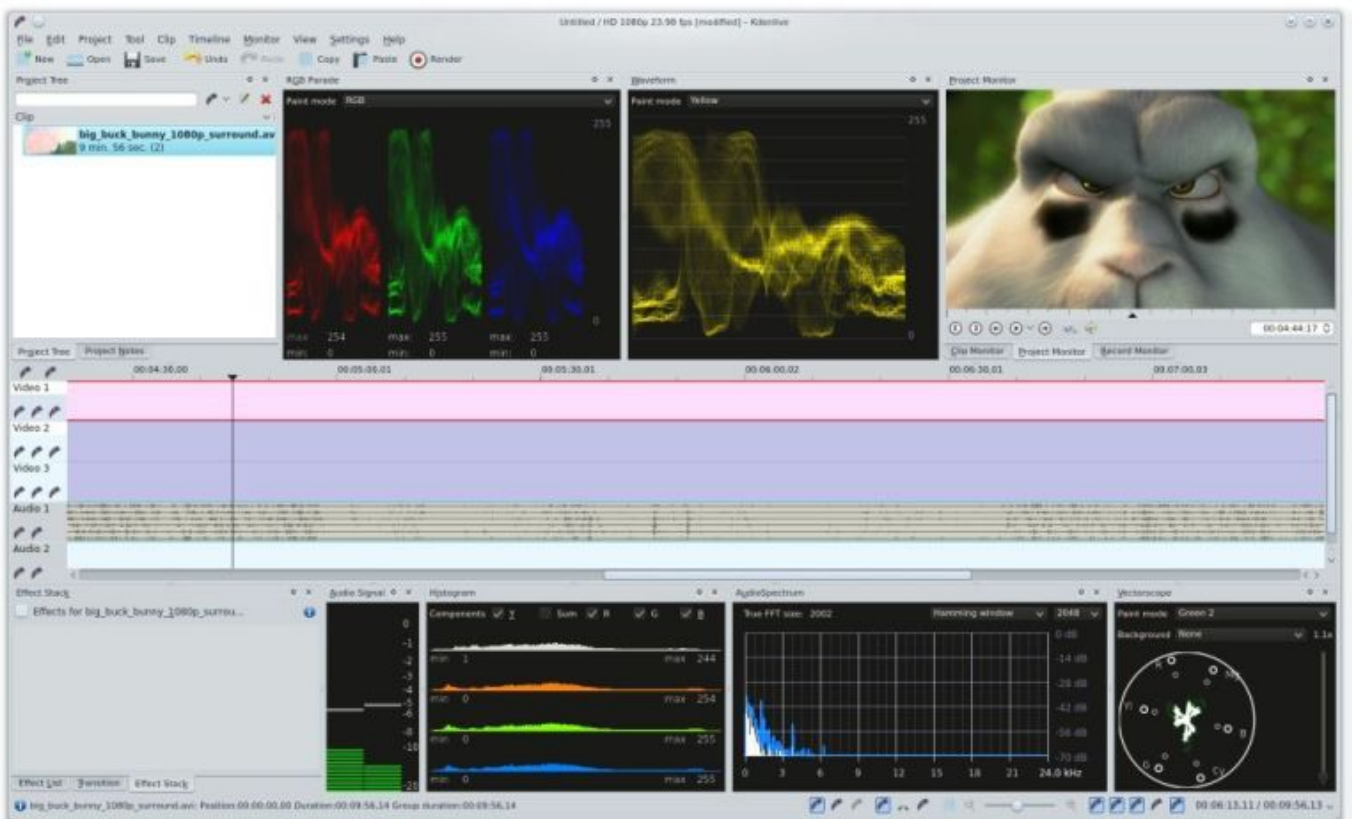 Untitled / HD 1080p 23.98 fps [modified] - Kdenlive
File Edit Project Tool Clip Timeline Monitor View Settings Help
New Open Save Undo Redo Copy Paste Render
Project Tree
Clip
big_buck_bunny_1080p_surround.av
9 min. 56 sec. (2)
Project Tree Project Notes
RGB Parade
Paint mode RGB
255
0
max: 254 max: 255 max: 255
min: 0 min: 0 min: 0
Waveform
Paint mode Yellow
255
0
Project Monitor
00:04:44:17
Clip Monitor Project Monitor Record Monitor
00:04:30.00 00:05:00.01 00:05:30.01 00:06:00.02 00:06:30.01 00:07:00.03
Video 1
Video 2
Video 3
Audio 1
Audio 2
Effect Stack
Effects for big_buck_bunny_1080p_surrou...
Effect List Transition Effect Stack
Audio Signal
0
-1
-2
-3
-4
-5
-6
-8
-10
-20
Histogram
Components Y Sum R G B
min 1 max 244
min 0 max 254
min 0 max 255
min 0 max 255
AudioSpectrum
True FFT size: 2002 Hamming window 2048
0 dB
-14 dB
-28 dB
-42 dB
-56 dB
-70 dB
0 3 6 9 12 15 18 21 24.0 kHz
Vectorscope
Paint mode Green 2
Background None 1.1x
R Mg
Yl B
G Cy
big_buck_bunny_1080p_surround.avi: Position:00:00:00.00 Duration:00:09:56.14 Group duration:00:09:56.14
00:06:13.11 / 00:09:56.13